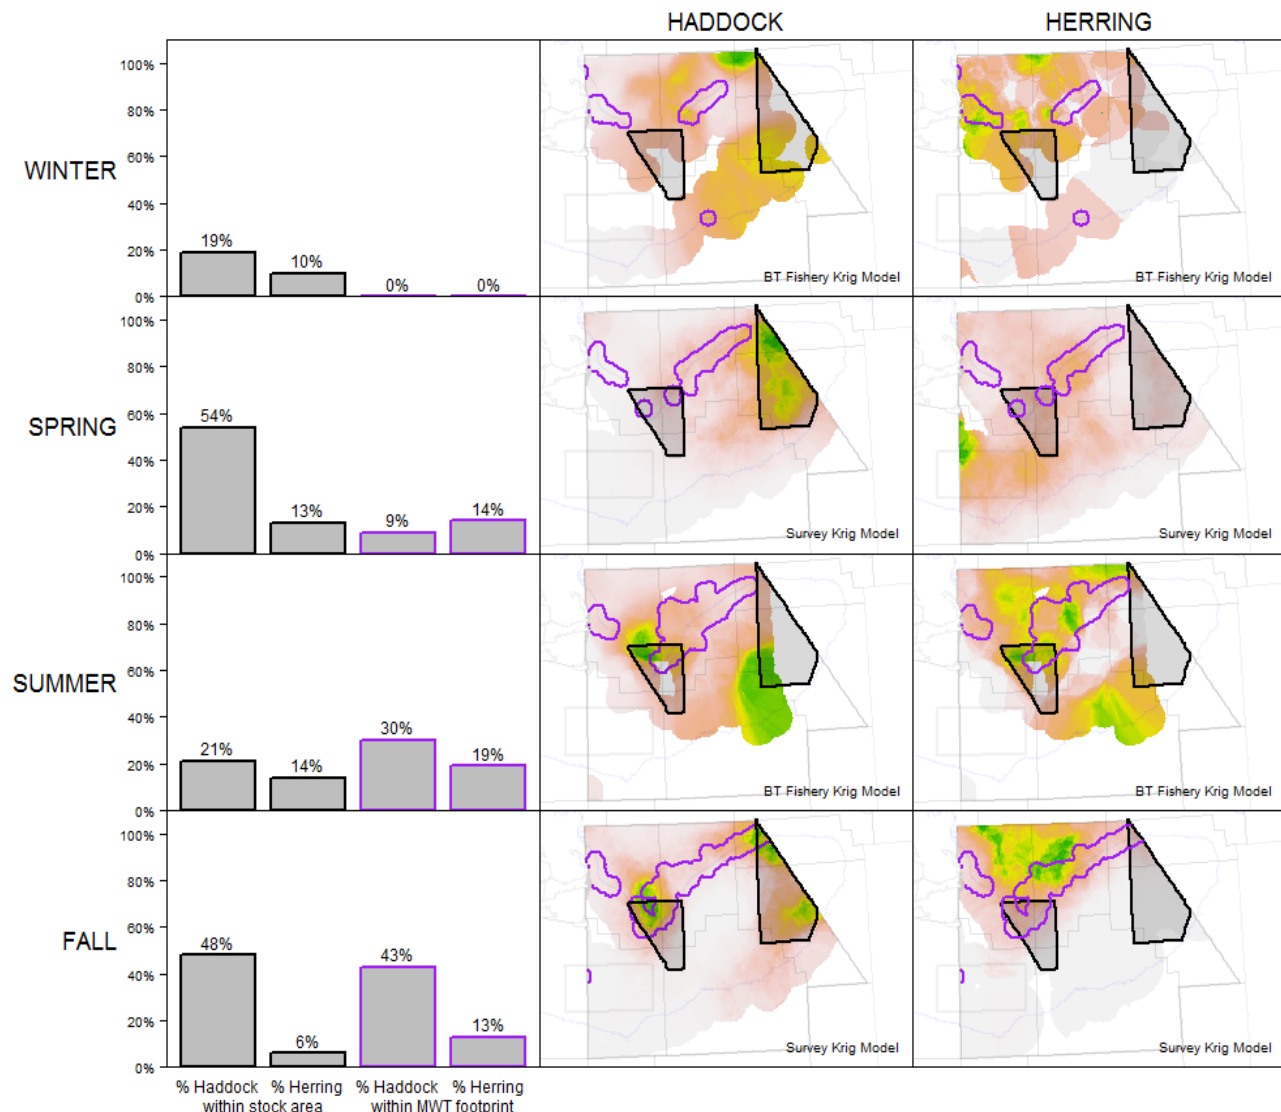 HADDOCK HERRING
WINTER
100%
80%
60%
40%
20%
0%
19%
10%
0%
0%
BT Fishery Krig Model
BT Fishery Krig Model
SPRING
100%
80%
60%
40%
20%
0%
54%
13%
9%
14%
Survey Krig Model
Survey Krig Model
SUMMER
100%
80%
60%
40%
20%
0%
21%
14%
30%
19%
BT Fishery Krig Model
BT Fishery Krig Model
FALL
100%
80%
60%
40%
20%
0%
48%
6%
43%
13%
Survey Krig Model
Survey Krig Model
% Haddock % Herring % Haddock % Herring
within stock area within MWT footprint